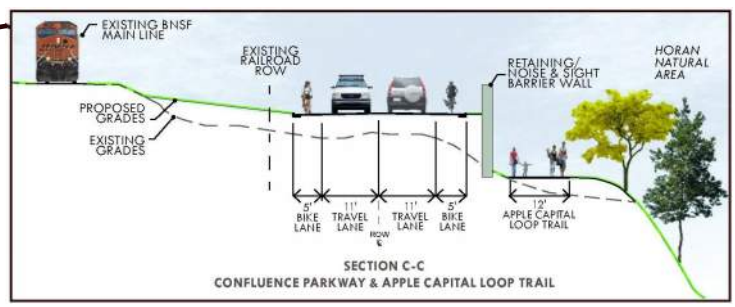 EXISTING BNSF
MAIN LINE
EXISTING
RAILROAD
ROW
RETAINING/
NOISE & SIGHT
BARRIER WALL
HORAN
NATURAL
AREA
PROPOSED
GRADES
EXISTING
GRADES
5'
BIKE
LANE
11'
TRAVEL
LANE
ROW
11'
TRAVEL
LANE
5'
BIKE
LANE
12'
APPLE CAPITAL
LOOP TRAIL
SECTION C-C
CONFLUENCE PARKWAY & APPLE CAPITAL LOOP TRAIL